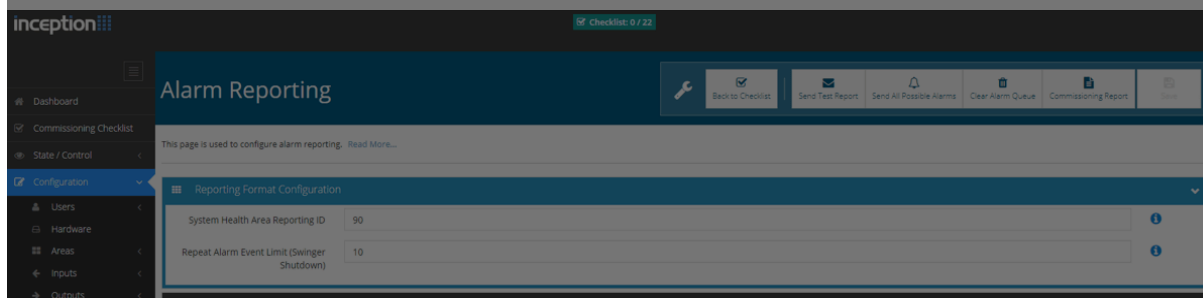 inception
Checklist: 0 / 22
Alarm Reporting
Back to Checklist
Send Test Report
Send All Possible Alarms
Clear Alarm Queue
Commissioning Report
Save
Dashboard
Commissioning Checklist
State / Control
Configuration
Users
Hardware
Areas
Inputs
Outputs
This page is used to configure alarm reporting. Read More...
Reporting Format Configuration
System Health Area Reporting ID 90
Repeat Alarm Event Limit (Swinger 10
Shutdown)